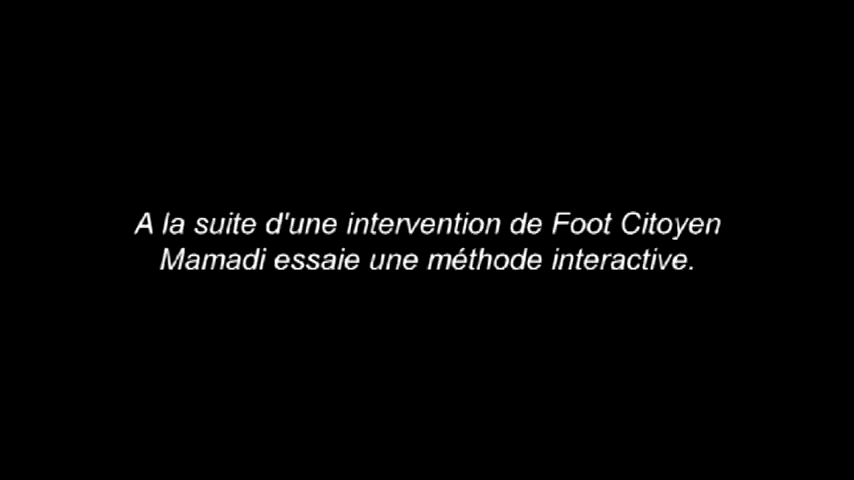 A la suite d'une intervention de Foot Citoyen
Mamadi essaie une méthode interactive.